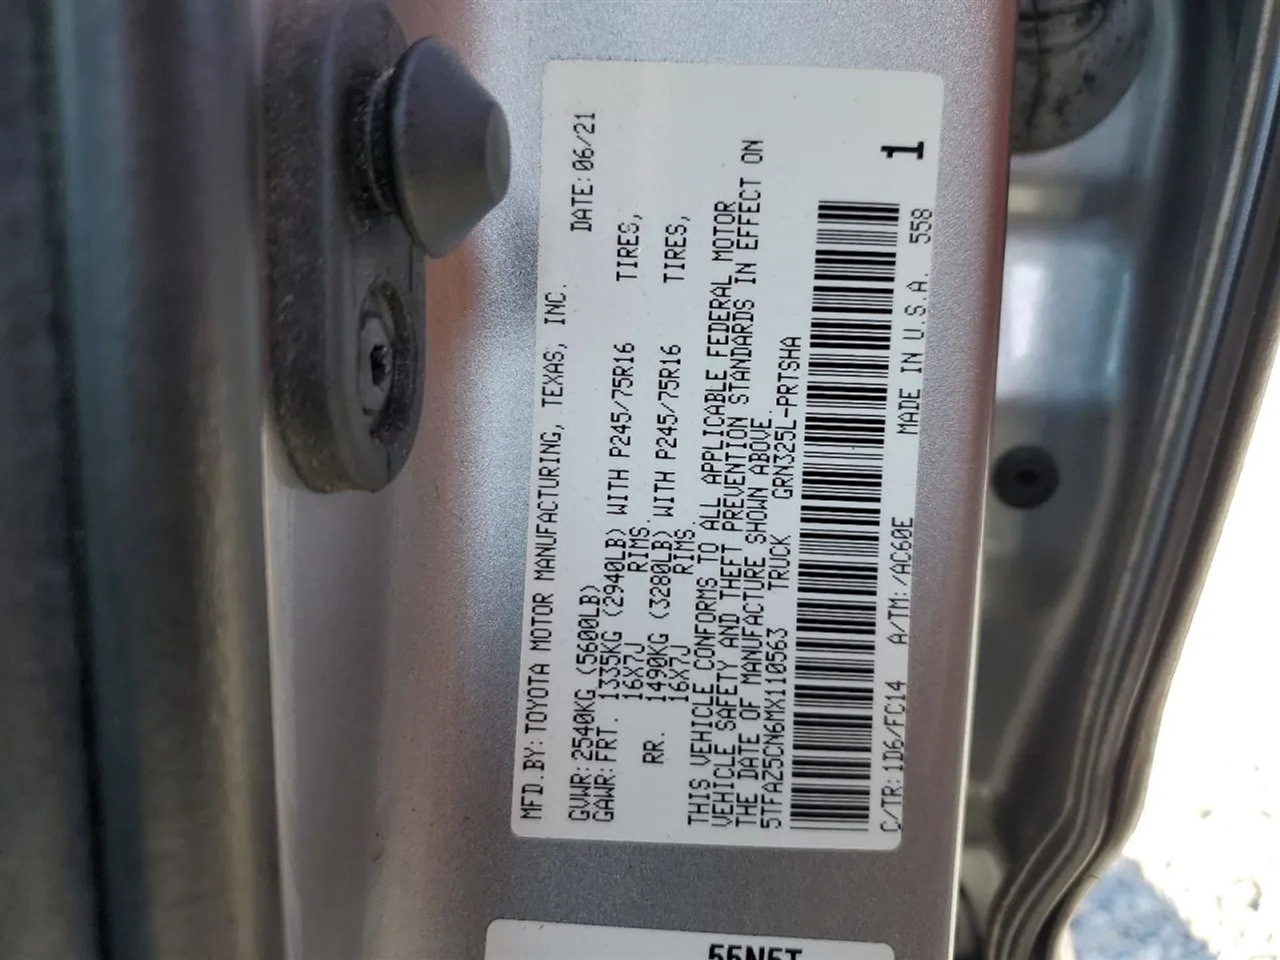 MFD.BY:TOYOTA MOTOR MANUFACTURING, TEXAS, INC.
DATE:06/21
GVWR:2540KG (5600LB)
GAWR:FRT. 1335KG (2940LB) WITH P245/75R16 TIRES,
16X7J RIMS.
RR. 1490KG (3280LB) WITH P245/75R16 TIRES,
16X7J RIMS.
THIS VEHICLE CONFORMS TO ALL APPLICABLE FEDERAL MOTOR
VEHICLE SAFETY AND THEFT PREVENTION STANDARDS IN EFFECT ON
THE DATE OF MANUFACTURE SHOWN ABOVE.
5TFAZ5CN6MX110563 TRUCK GRN325L-PRTSHA
1
C/TR:1D6/FC14 A/TM:/AC60E MADE IN U.S.A. 558